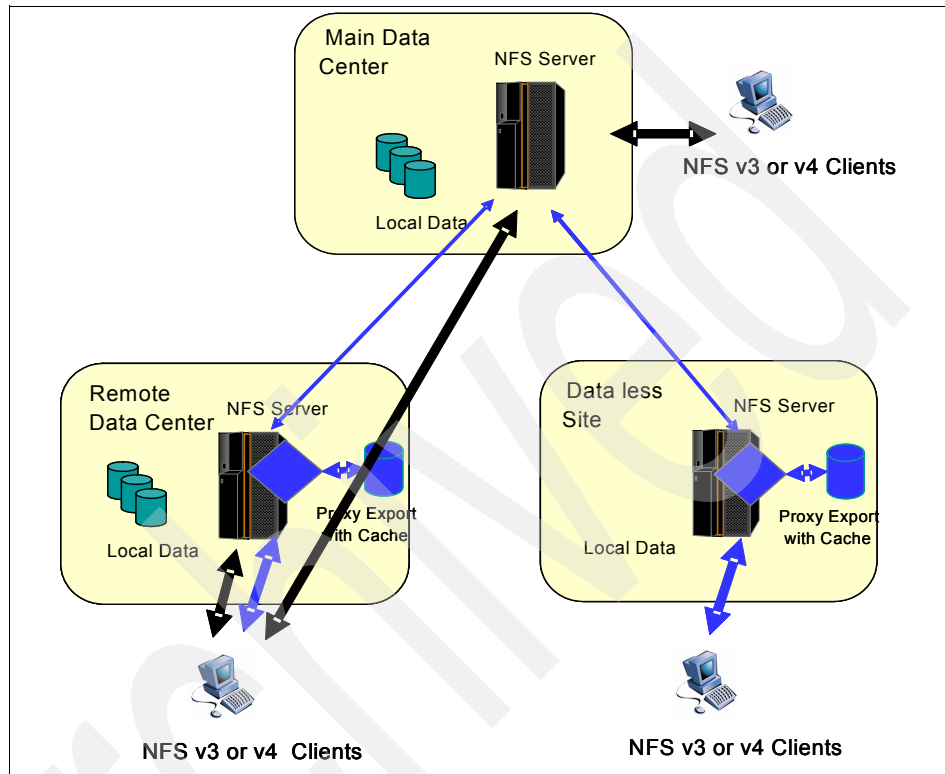 Main Data
Center
NFS Server
Local Data
NFS v3 or v4 Clients
Remote
Data Center
NFS Server
Local Data
Proxy Export
with Cache
NFS v3 or v4 Clients
Data less
Site
NFS Server
Local Data
Proxy Export
with Cache
NFS v3 or v4 Clients